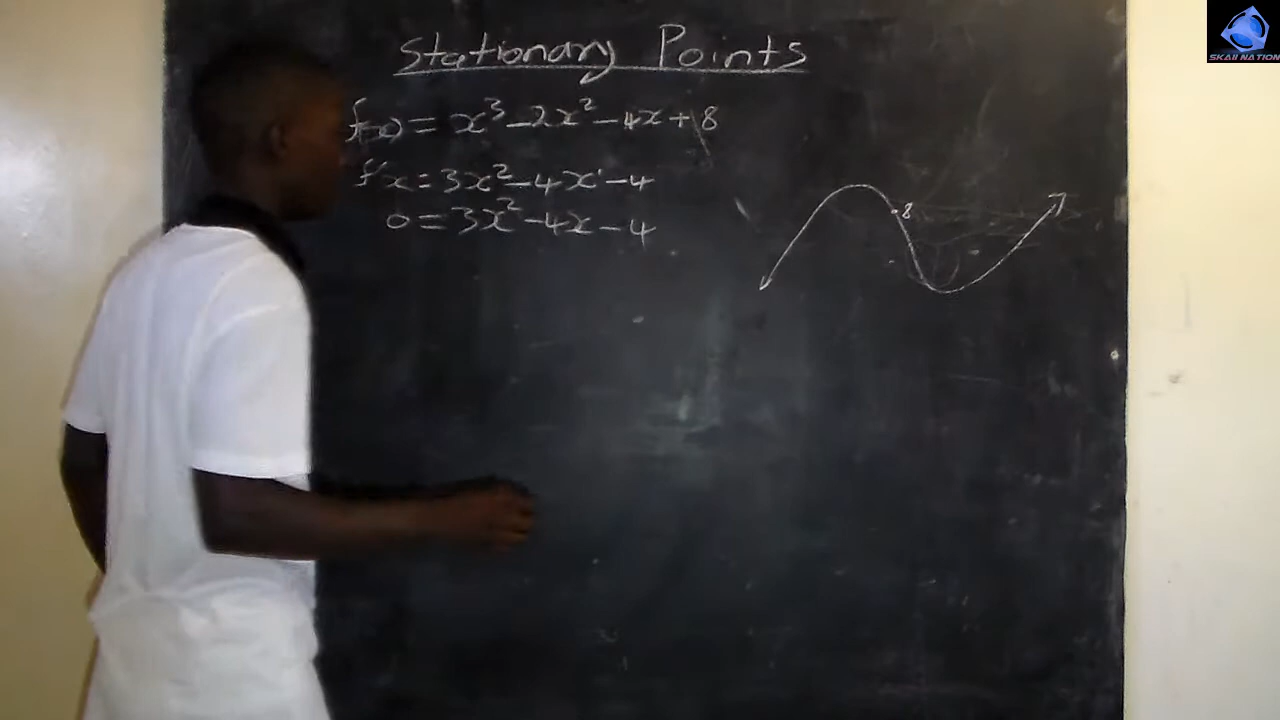 Stationary Points
f(x) = x³ - 2x² - 4x + 8
f'x = 3x² - 4x' - 4
0 = 3x² - 4x - 4
8
SKAII NATION